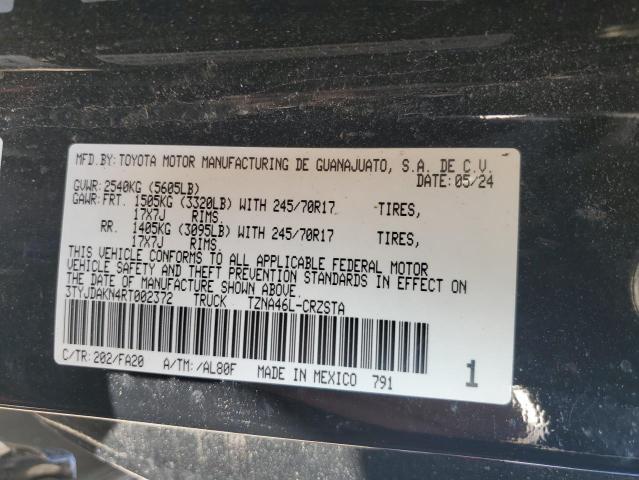 MFD.BY:TOYOTA MOTOR MANUFACTURING DE GUANAJUATO, S.A. DE C.V.
GVWR:2540KG (5605LB) DATE:05/24
GAWR:FRT. 1505KG (3320LB) WITH 245/70R17 TIRES,
17X7J RIMS.
RR. 1405KG (3095LB) WITH 245/70R17 TIRES,
17X7J RIMS.
THIS VEHICLE CONFORMS TO ALL APPLICABLE FEDERAL MOTOR
VEHICLE SAFETY AND THEFT PREVENTION STANDARDS IN EFFECT ON
THE DATE OF MANUFACTURE SHOWN ABOVE.
3TYJDAKN4RT002372 TRUCK TZNA46L-CRZSTA
C/TR:202/FA20 A/TM:/AL80F MADE IN MEXICO 791 1